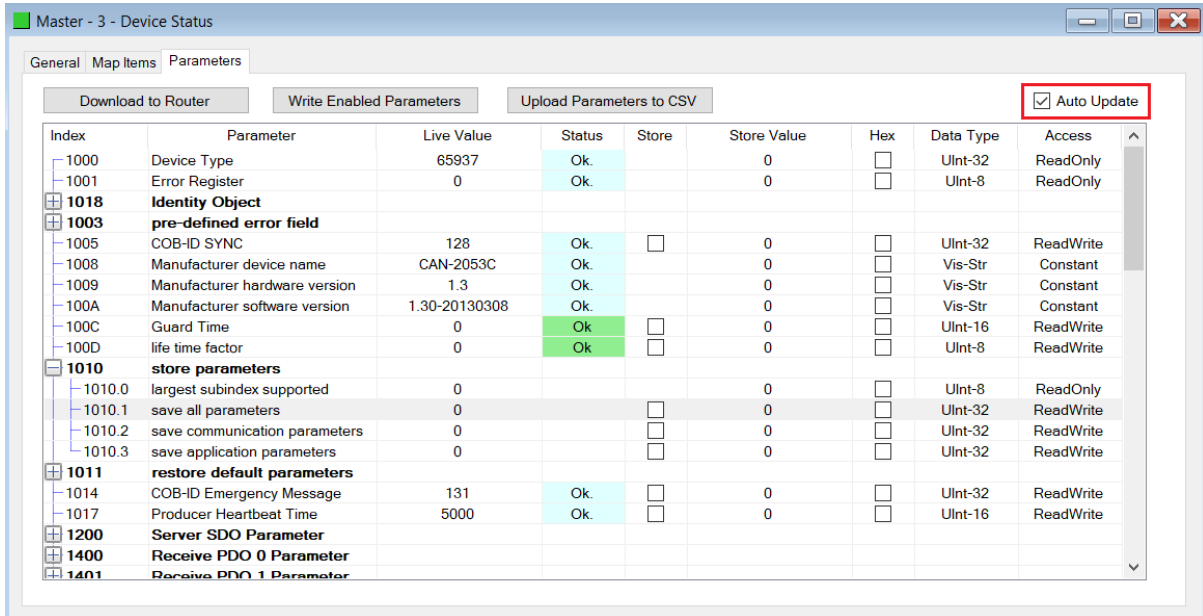 Master - 3 - Device Status
General Map Items Parameters
Download to Router Write Enabled Parameters Upload Parameters to CSV Auto Update
Index Parameter Live Value Status Store Store Value Hex Data Type Access
1000 Device Type 65937 Ok. 0 UInt-32 ReadOnly
1001 Error Register 0 Ok. 0 UInt-8 ReadOnly
1018 Identity Object
1003 pre-defined error field
1005 COB-ID SYNC 128 Ok. 0 UInt-32 ReadWrite
1008 Manufacturer device name CAN-2053C Ok. 0 Vis-Str Constant
1009 Manufacturer hardware version 1.3 Ok. 0 Vis-Str Constant
100A Manufacturer software version 1.30-20130308 Ok. 0 Vis-Str Constant
100C Guard Time 0 Ok 0 UInt-16 ReadWrite
100D life time factor 0 Ok 0 UInt-8 ReadWrite
1010 store parameters
1010.0 largest subindex supported 0 0 UInt-8 ReadOnly
1010.1 save all parameters 0 0 UInt-32 ReadWrite
1010.2 save communication parameters 0 0 UInt-32 ReadWrite
1010.3 save application parameters 0 0 UInt-32 ReadWrite
1011 restore default parameters
1014 COB-ID Emergency Message 131 Ok. 0 UInt-32 ReadWrite
1017 Producer Heartbeat Time 5000 Ok. 0 UInt-16 ReadWrite
1200 Server SDO Parameter
1400 Receive PDO 0 Parameter
1401 Receive PDO 1 Parameter